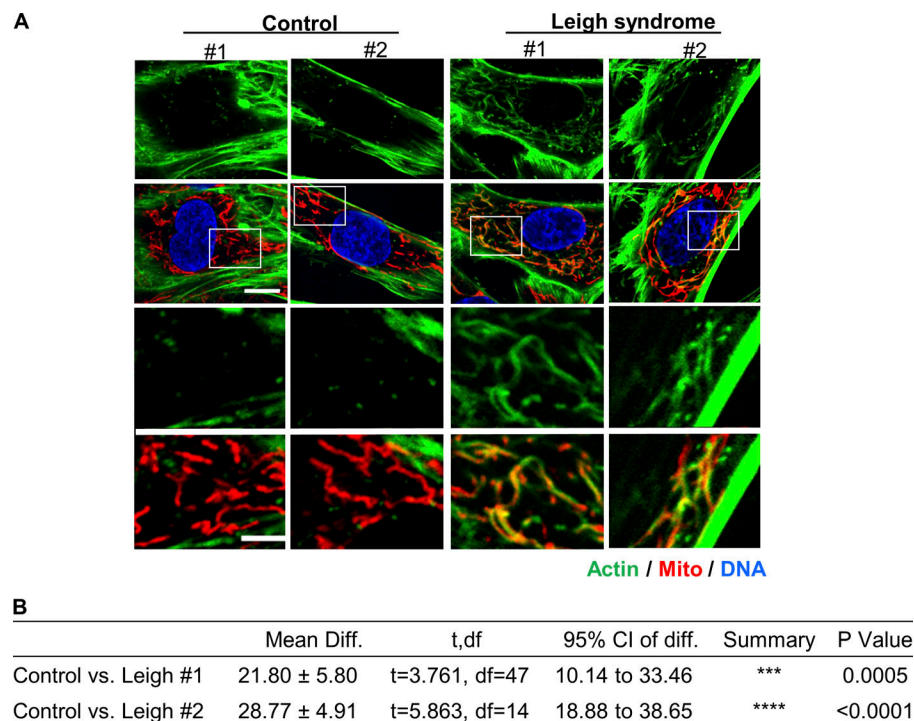 A
Control
Leigh syndrome
#1
#2
#1
#2
Actin / Mito / DNA
B
Mean Diff. t,df 95% CI of diff. Summary P Value
Control vs. Leigh #1 21.80 ± 5.80 t=3.761, df=47 10.14 to 33.46 *** 0.0005
Control vs. Leigh #2 28.77 ± 4.91 t=5.863, df=14 18.88 to 38.65 **** <0.0001